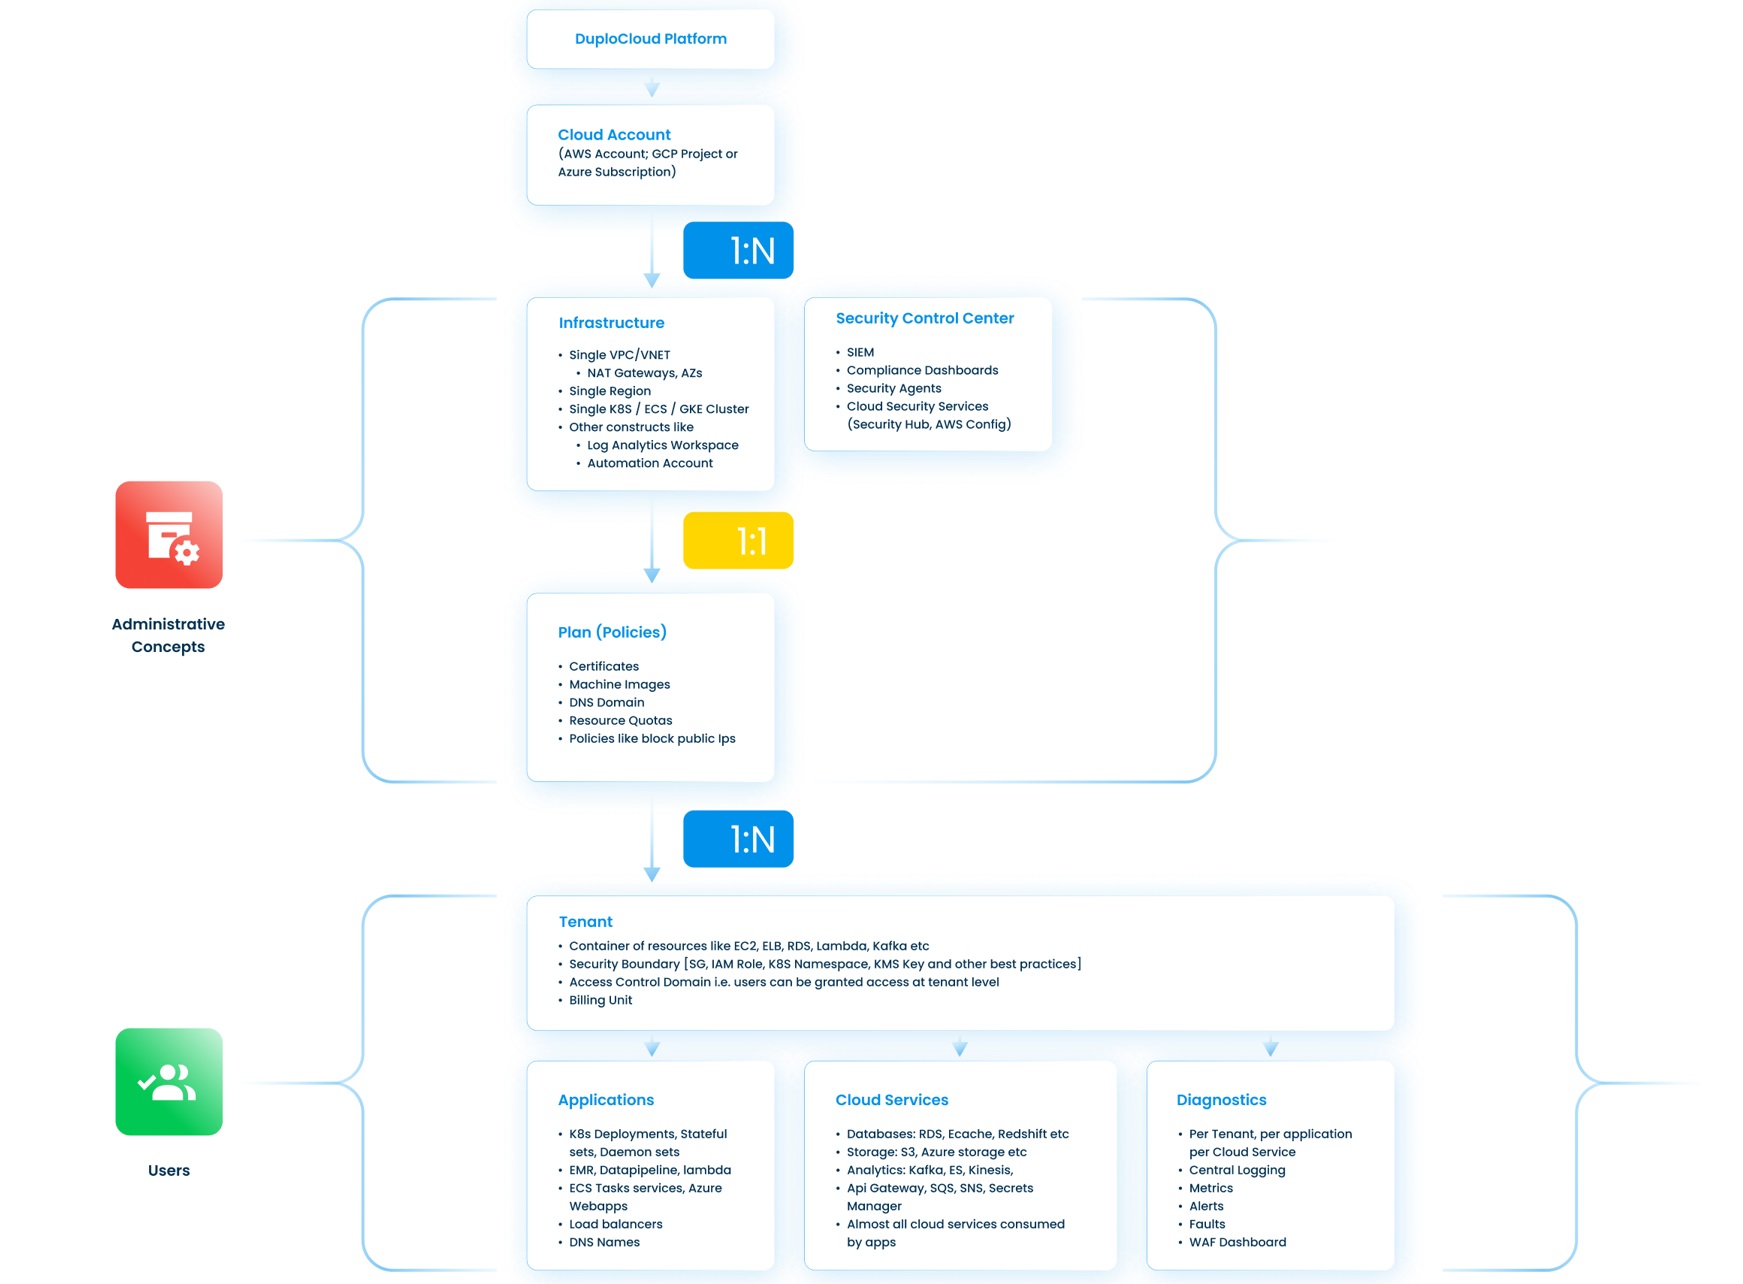 DuploCloud Platform
Cloud Account
(AWS Account; GCP Project or
Azure Subscription)
1:N
Infrastructure
• Single VPC/VNET
• NAT Gateways, AZs
• Single Region
• Single K8S / ECS / GKE Cluster
• Other constructs like
• Log Analytics Workspace
• Automation Account
Security Control Center
• SIEM
• Compliance Dashboards
• Security Agents
• Cloud Security Services
(Security Hub, AWS Config)
1:1
Administrative
Concepts
Plan (Policies)
• Certificates
• Machine Images
• DNS Domain
• Resource Quotas
• Policies like block public Ips
1:N
Tenant
• Container of resources like EC2, ELB, RDS, Lambda, Kafka etc
• Security Boundary [SG, IAM Role, K8S Namespace, KMS Key and other best practices]
• Access Control Domain i.e. users can be granted access at tenant level
• Billing Unit
Users
Applications
• K8s Deployments, Stateful
sets, Daemon sets
• EMR, Datapipeline, lambda
• ECS Tasks services, Azure
Webapps
• Load balancers
• DNS Names
Cloud Services
• Databases: RDS, Ecache, Redshift etc
• Storage: S3, Azure storage etc
• Analytics: Kafka, ES, Kinesis,
• Api Gateway, SQS, SNS, Secrets
Manager
• Almost all cloud services consumed
by apps
Diagnostics
• Per Tenant, per application
per Cloud Service
• Central Logging
• Metrics
• Alerts
• Faults
• WAF Dashboard